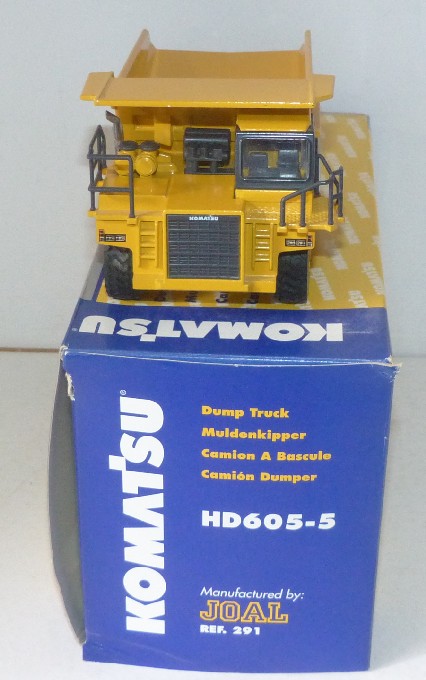 KOMATSU
KOMATSU
KOMATSU
Dump Truck
Muldenkipper
Camion A Bascule
Camión Dumper
HD605-5
Manufactured by:
JOAL
REF. 291